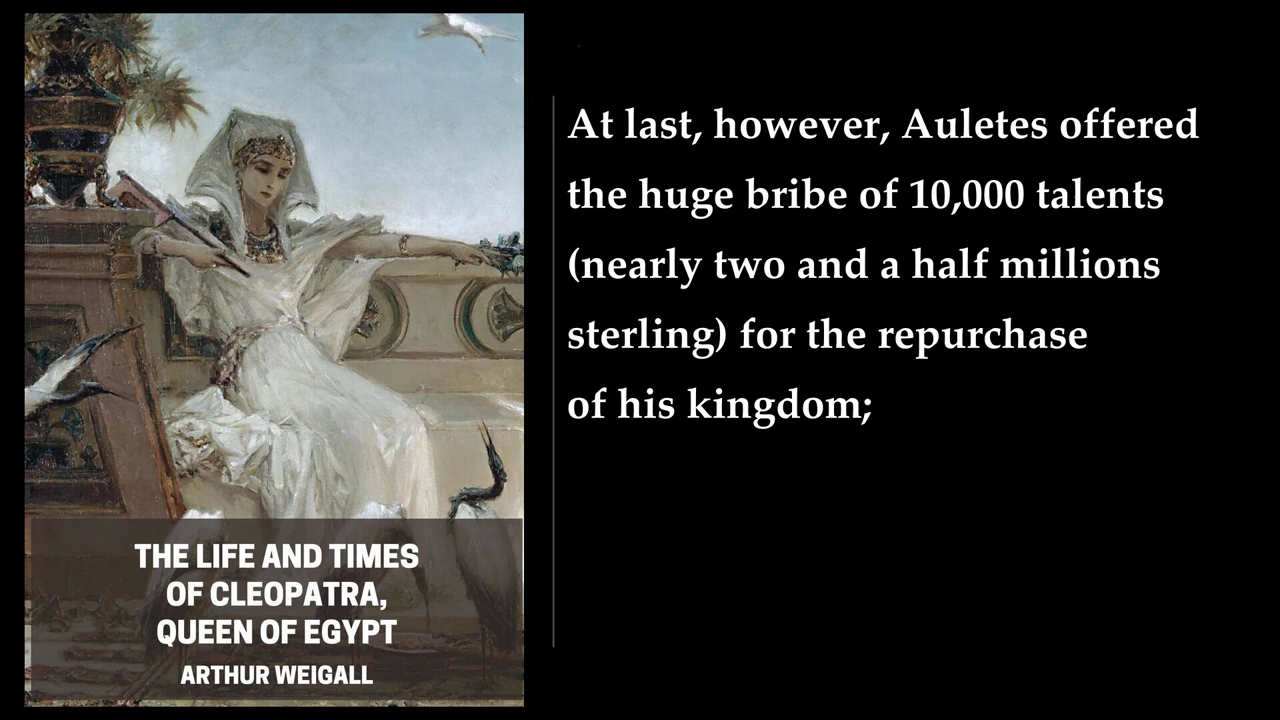 At last, however, Auletes offered
the huge bribe of 10,000 talents
(nearly two and a half millions
sterling) for the repurchase
of his kingdom;
THE LIFE AND TIMES
OF CLEOPATRA,
QUEEN OF EGYPT
ARTHUR WEIGALL